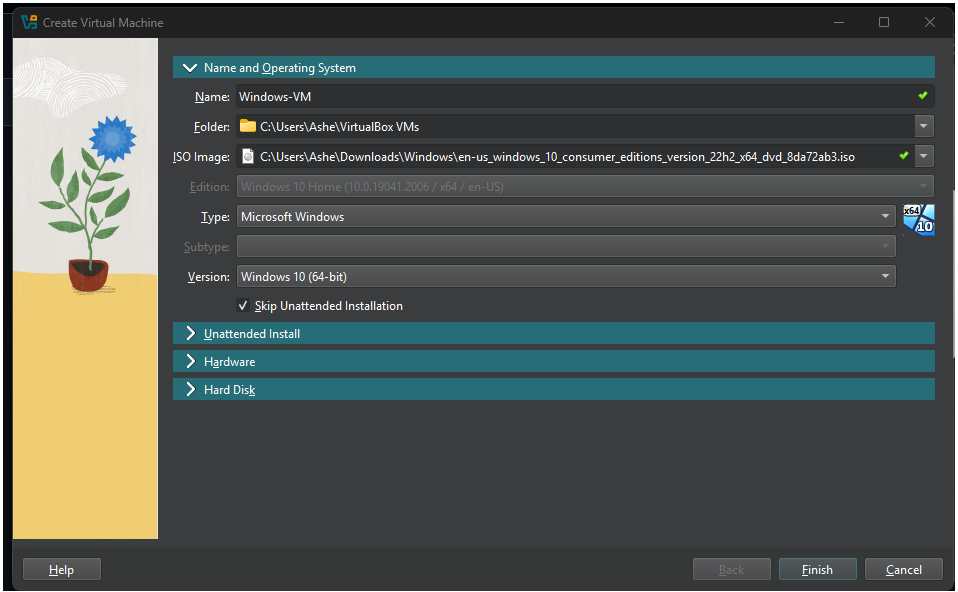 Create Virtual Machine
Name and Operating System
Name: Windows-VM
Folder: C:\Users\Ashe\VirtualBox VMs
ISO Image: C:\Users\Ashe\Downloads\Windows\en-us_windows_10_consumer_editions_version_22h2_x64_dvd_8da72ab3.iso
Edition: Windows 10 Home (10.0.19041.2006 / x64 / en-US)
Type: Microsoft Windows
x64
10
Subtype:
Version: Windows 10 (64-bit)
Skip Unattended Installation
Unattended Install
Hardware
Hard Disk
Help Back Finish Cancel